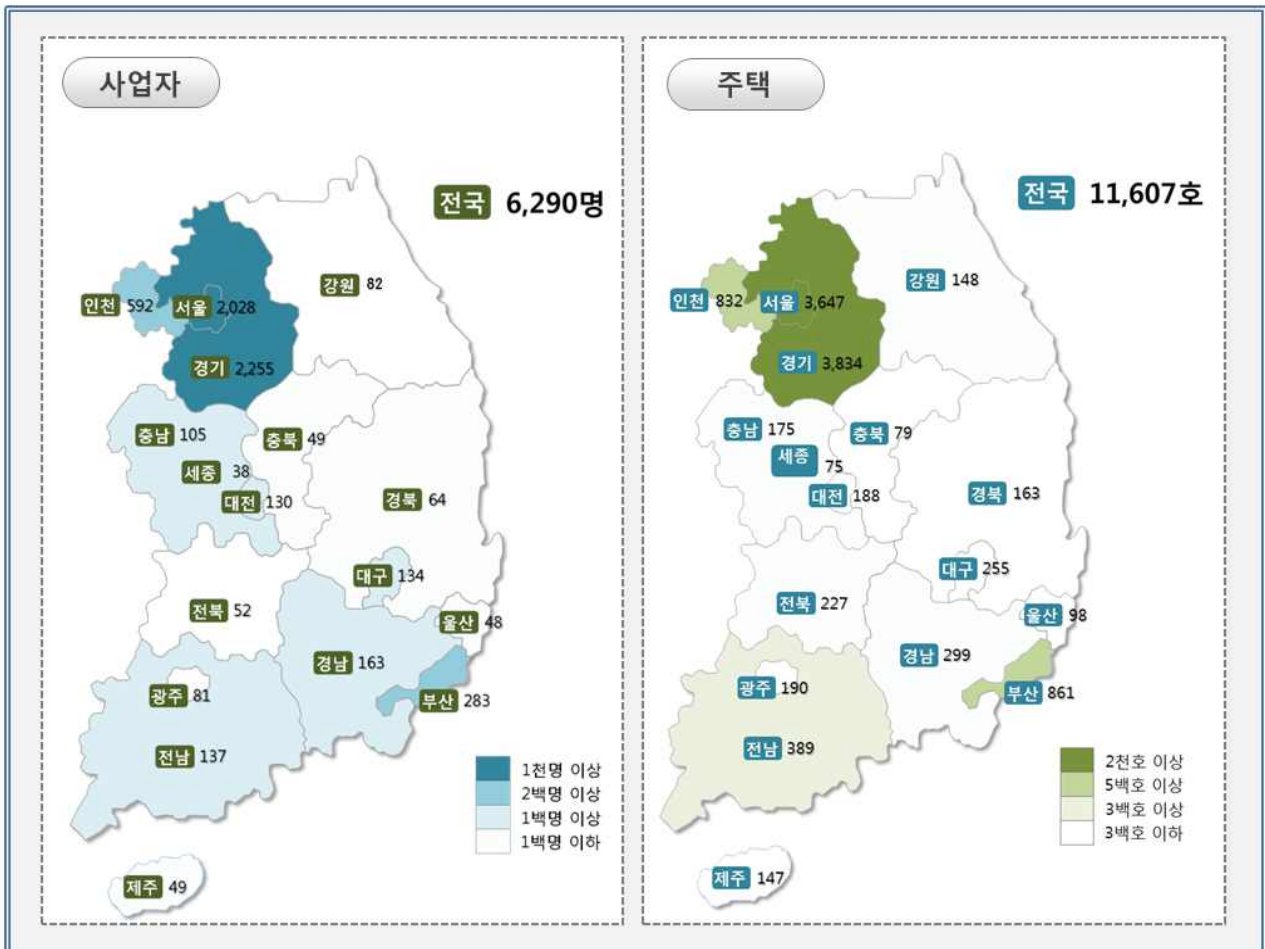 사업자
전국 6,290명
강원 82
인천 592
서울 2,028
경기 2,255
충남 105
충북 49
세종 38
대전 130
경북 64
대구 134
전북 52
울산 48
경남 163
광주 81
부산 283
전남 137
1천명 이상
2백명 이상
1백명 이상
1백명 이하
제주 49
주택
전국 11,607호
강원 148
인천 832
서울 3,647
경기 3,834
충남 175
충북 79
세종 75
대전 188
경북 163
대구 255
전북 227
울산 98
경남 299
광주 190
부산 861
전남 389
2천호 이상
5백호 이상
3백호 이상
3백호 이하
제주 147